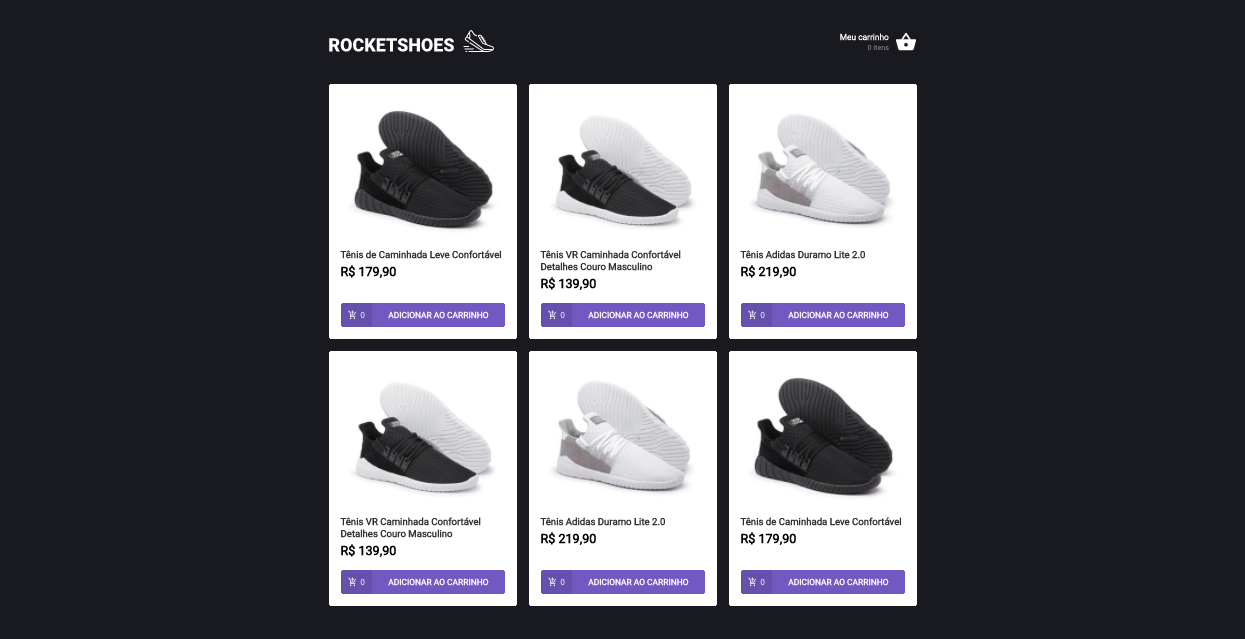 ROCKETSHOES
Meu carrinho
0 itens
Tênis de Caminhada Leve Confortável
R$ 179,90
0 ADICIONAR AO CARRINHO
Tênis VR Caminhada Confortável
Detalhes Couro Masculino
R$ 139,90
0 ADICIONAR AO CARRINHO
Tênis Adidas Duramo Lite 2.0
R$ 219,90
0 ADICIONAR AO CARRINHO
Tênis VR Caminhada Confortável
Detalhes Couro Masculino
R$ 139,90
0 ADICIONAR AO CARRINHO
Tênis Adidas Duramo Lite 2.0
R$ 219,90
0 ADICIONAR AO CARRINHO
Tênis de Caminhada Leve Confortável
R$ 179,90
0 ADICIONAR AO CARRINHO